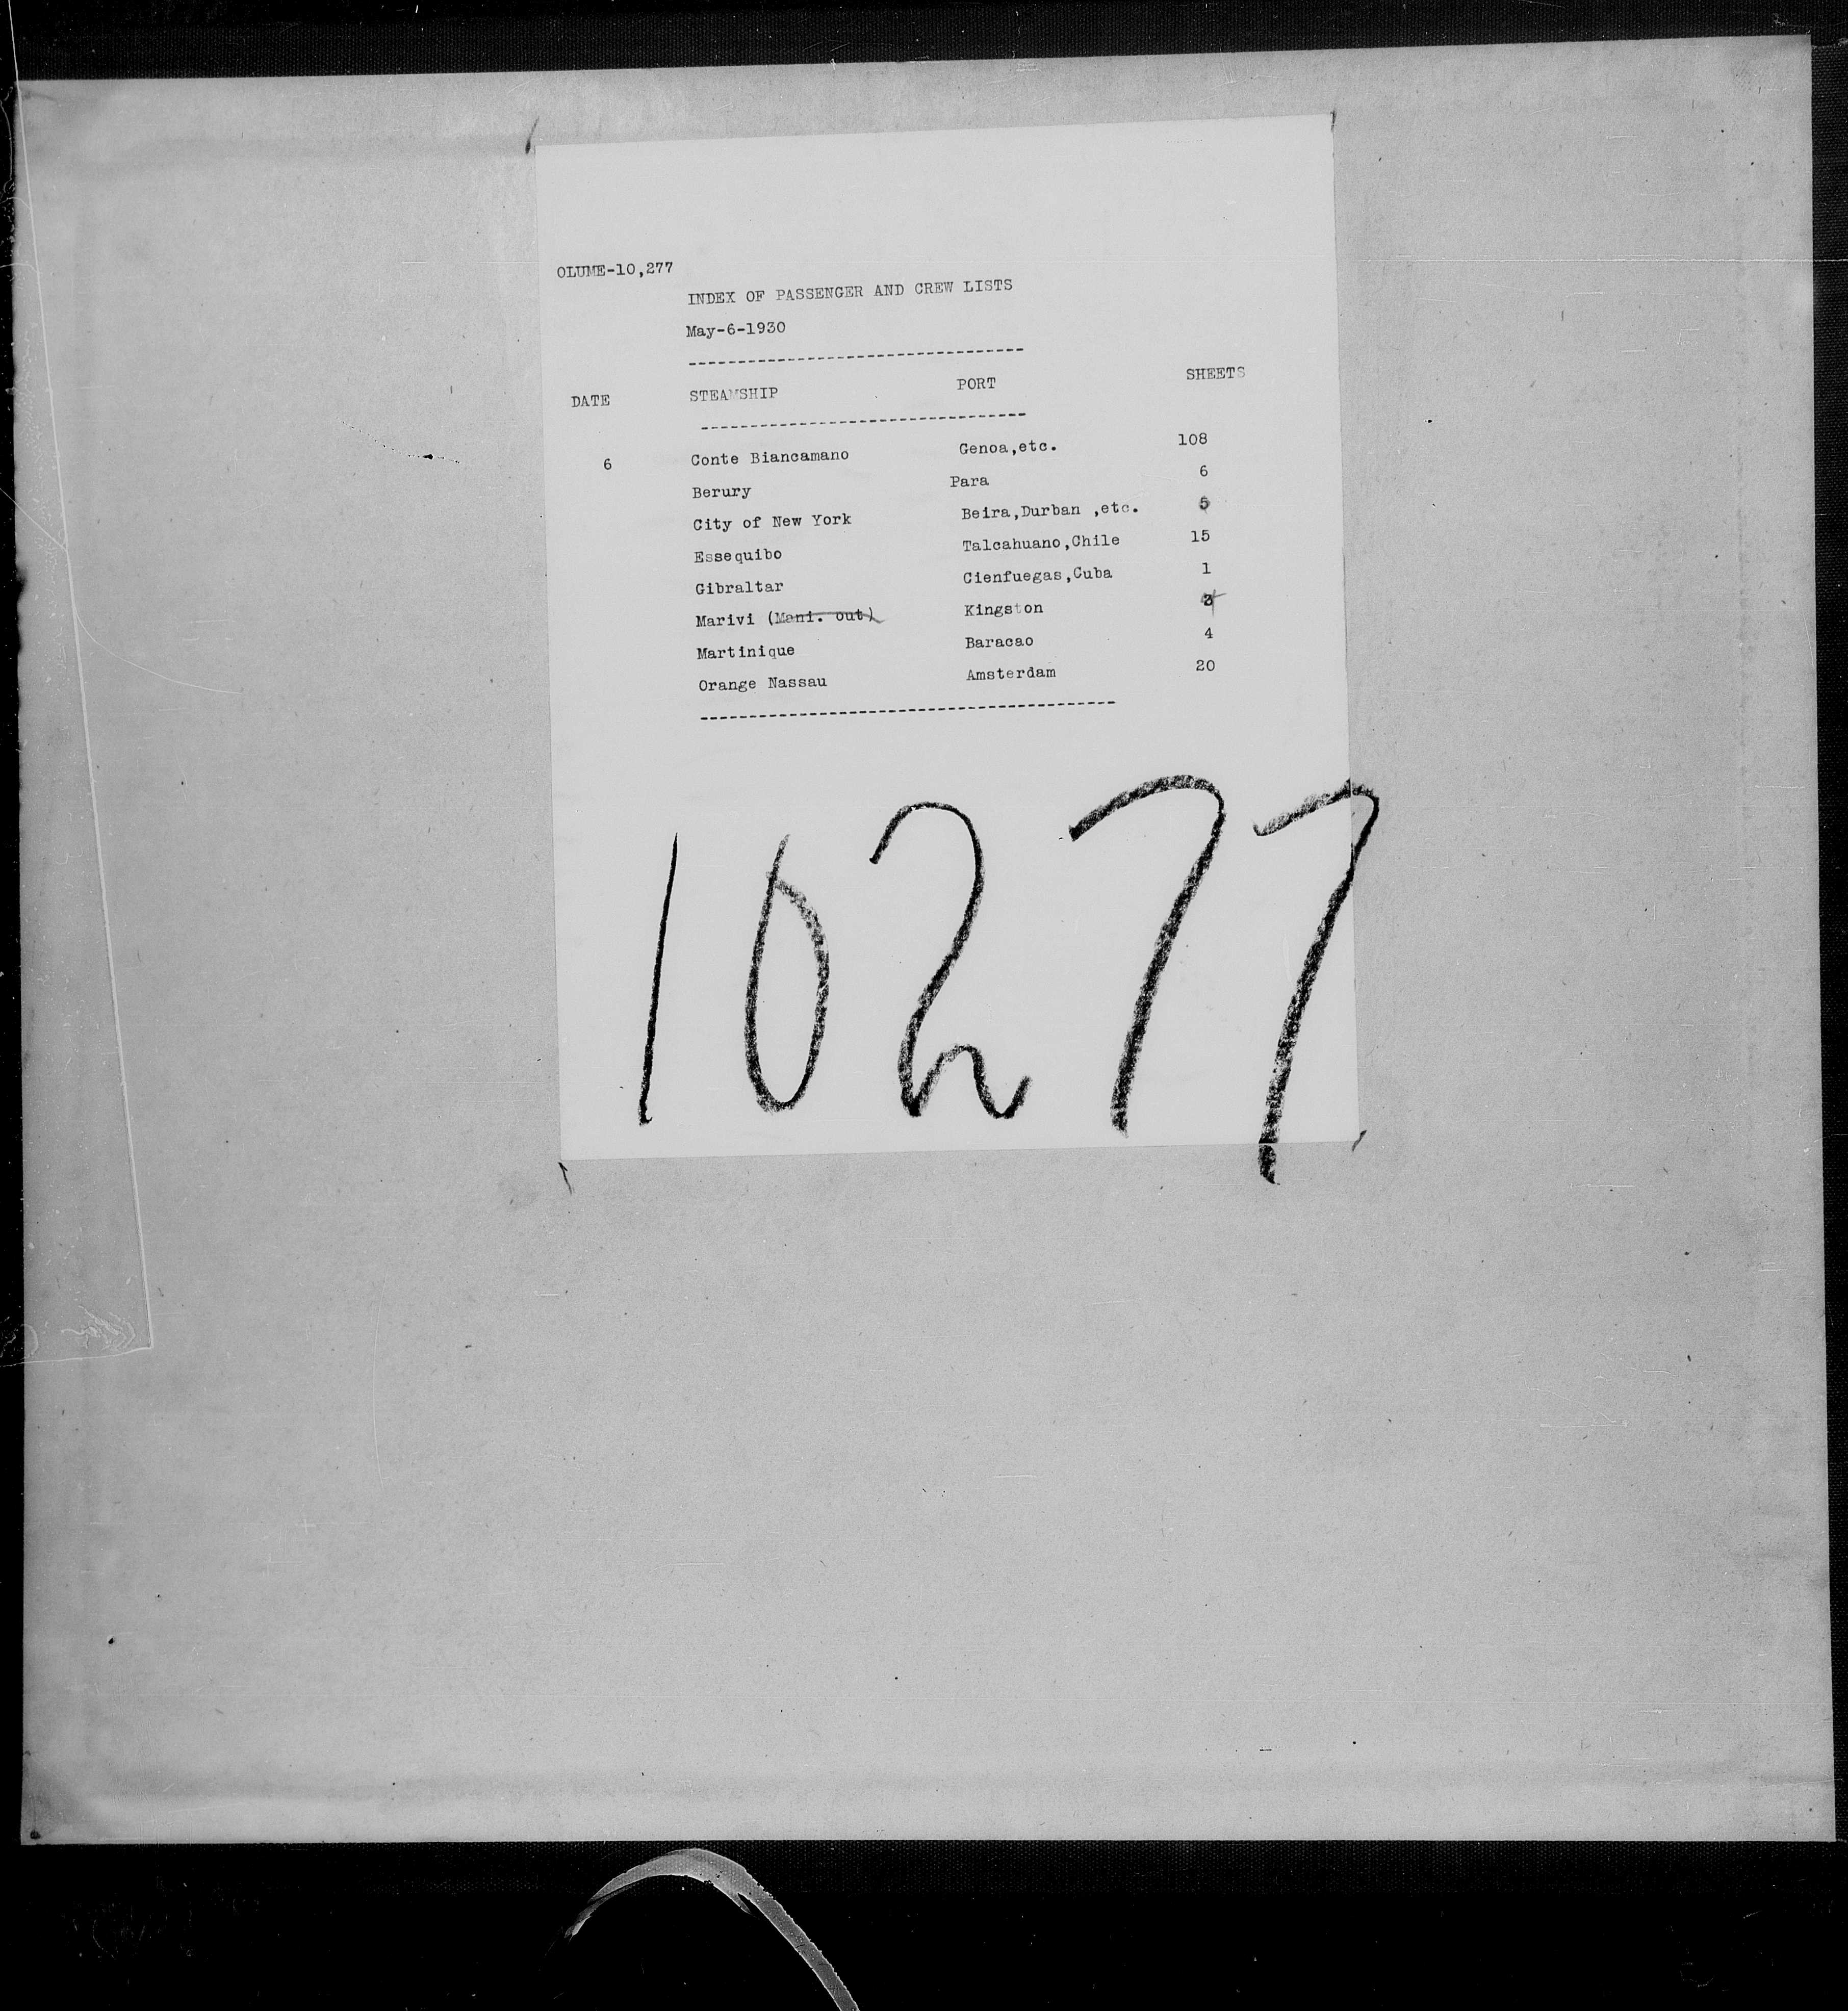 OLUME-10,277
INDEX OF PASSENGER AND CREW LISTS
May-6-1930
---------------------------------
DATE STEAMSHIP PORT SHEETS
---------------------------------
6 Conte Biancamano Genoa,etc. 108
Berury Para 6
City of New York Beira,Durban ,etc. 5
Essequibo Talcahuano,Chile 15
Gibraltar Cienfuegas,Cuba 1
Marivi (Mani. out) Kingston
Martinique Baracao 4
Orange Nassau Amsterdam 20
-----------------------------------------
10277